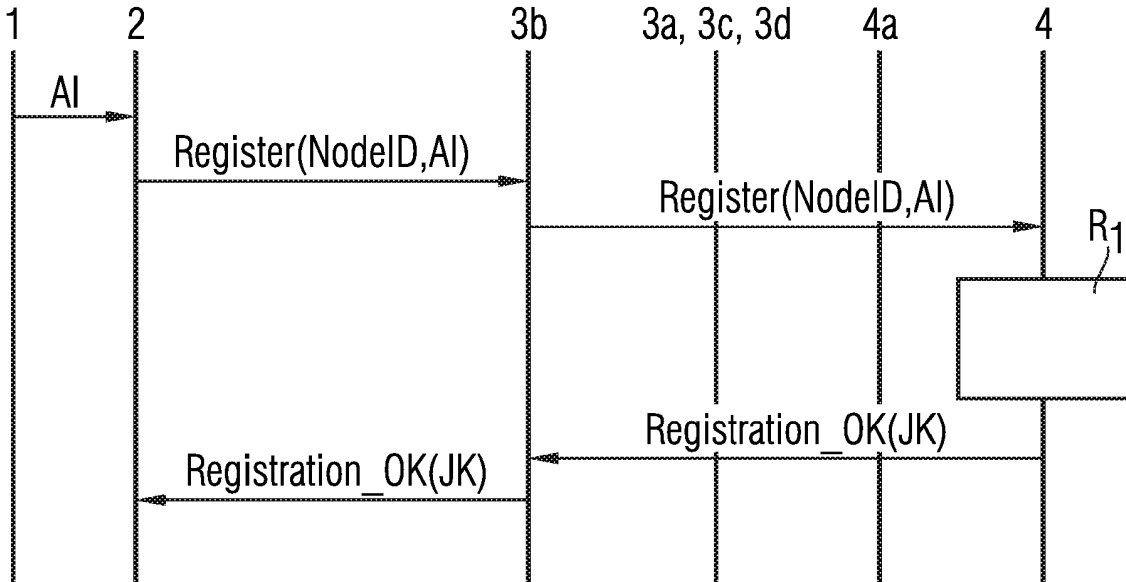 1 2 3b 3a, 3c, 3d 4a 4
AI
Register(NodeID,AI)
Register(NodeID,AI)
R1
Registration_OK(JK)
Registration_OK(JK)